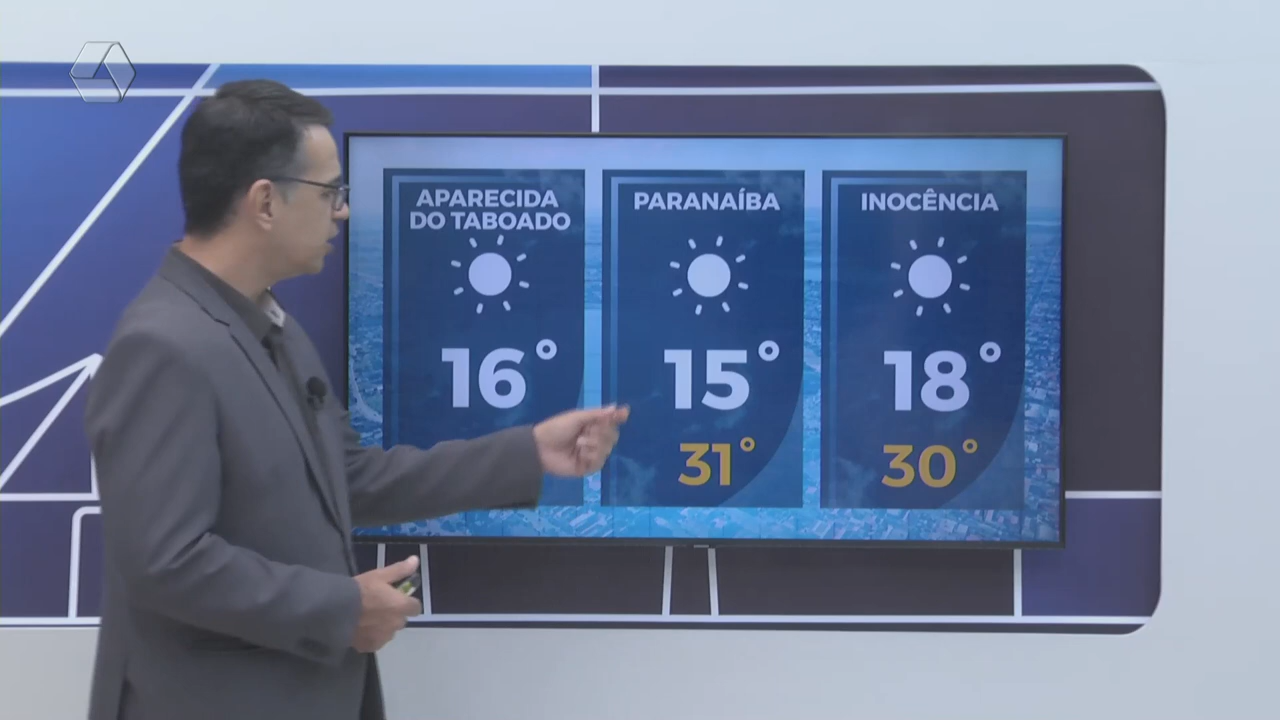 APARECIDA
DO TABOADO
16°
PARANAÍBA
15°
31°
INOCÊNCIA
18°
30°